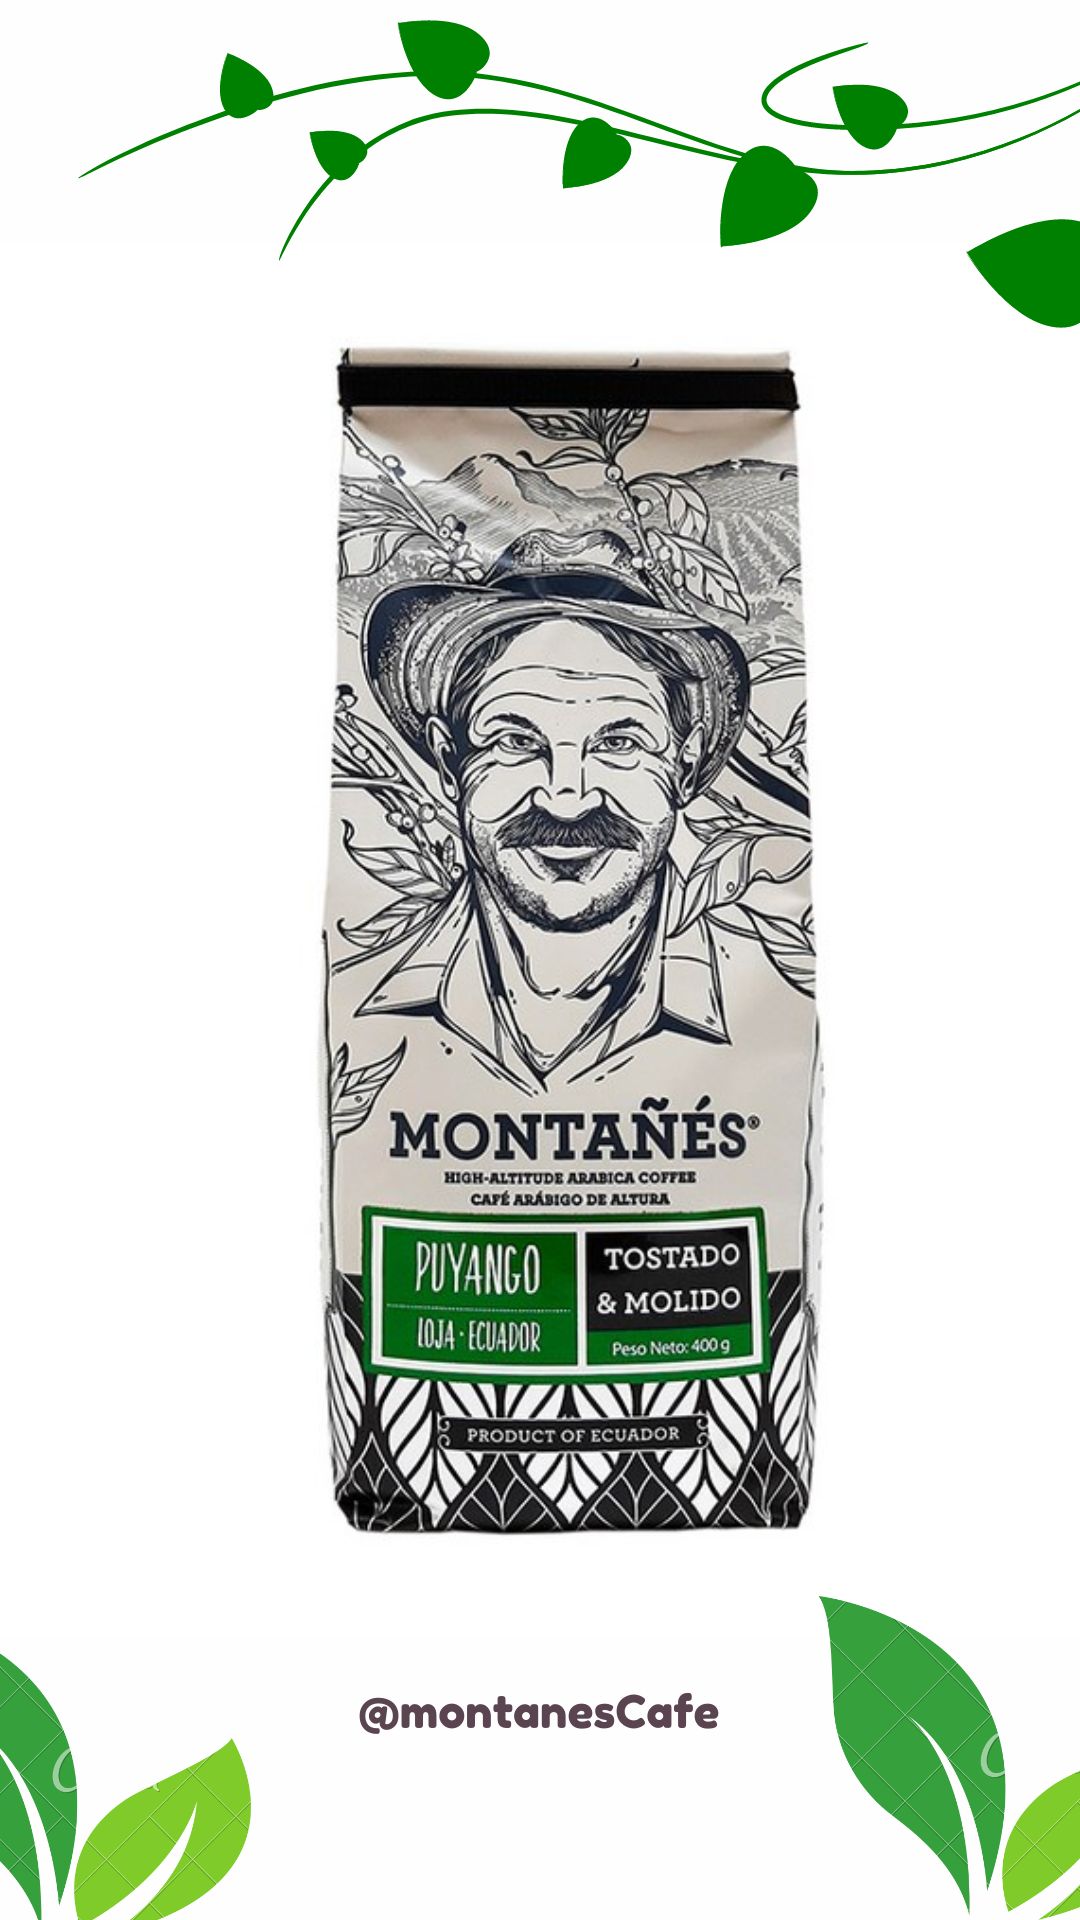 MONTAÑÉS®
HIGH-ALTITUDE ARABICA COFFEE
CAFÉ ARÁBIGO DE ALTURA
PUYANGO
LOJA · ECUADOR
TOSTADO
& MOLIDO
Peso Neto: 400 g
PRODUCT OF ECUADOR
@montanesCafe